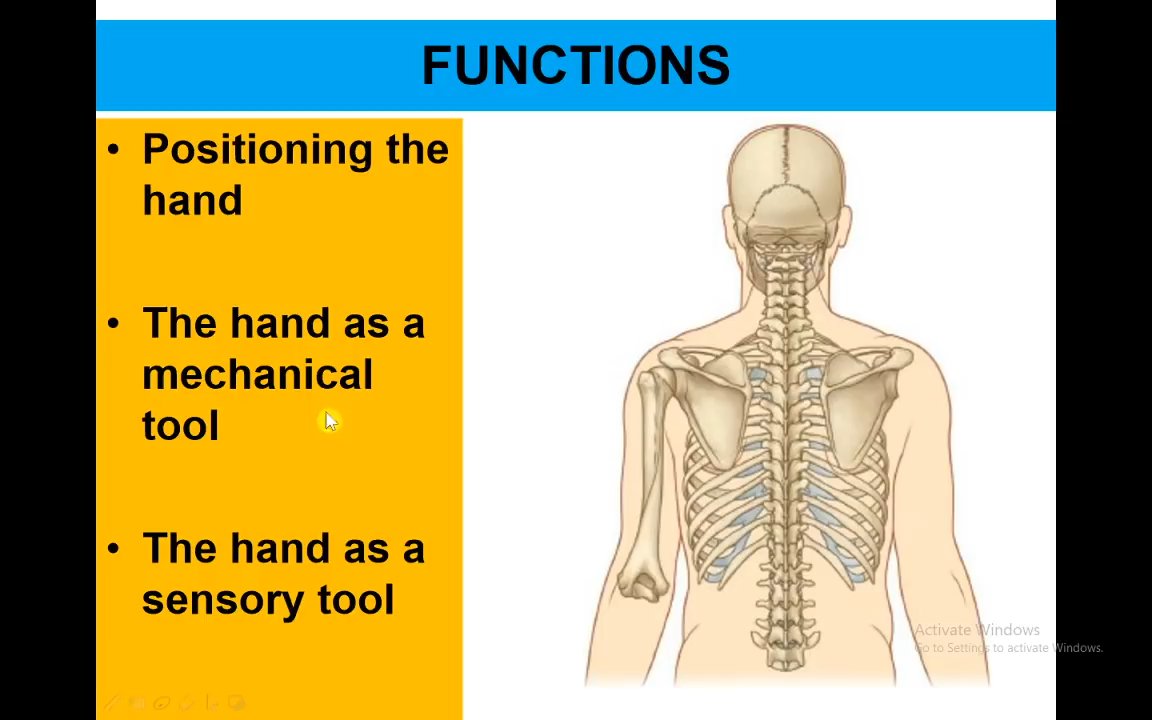 FUNCTIONS
• Positioning the
hand
• The hand as a
mechanical
tool
• The hand as a
sensory tool
Activate Windows
Go to Settings to activate Windows.